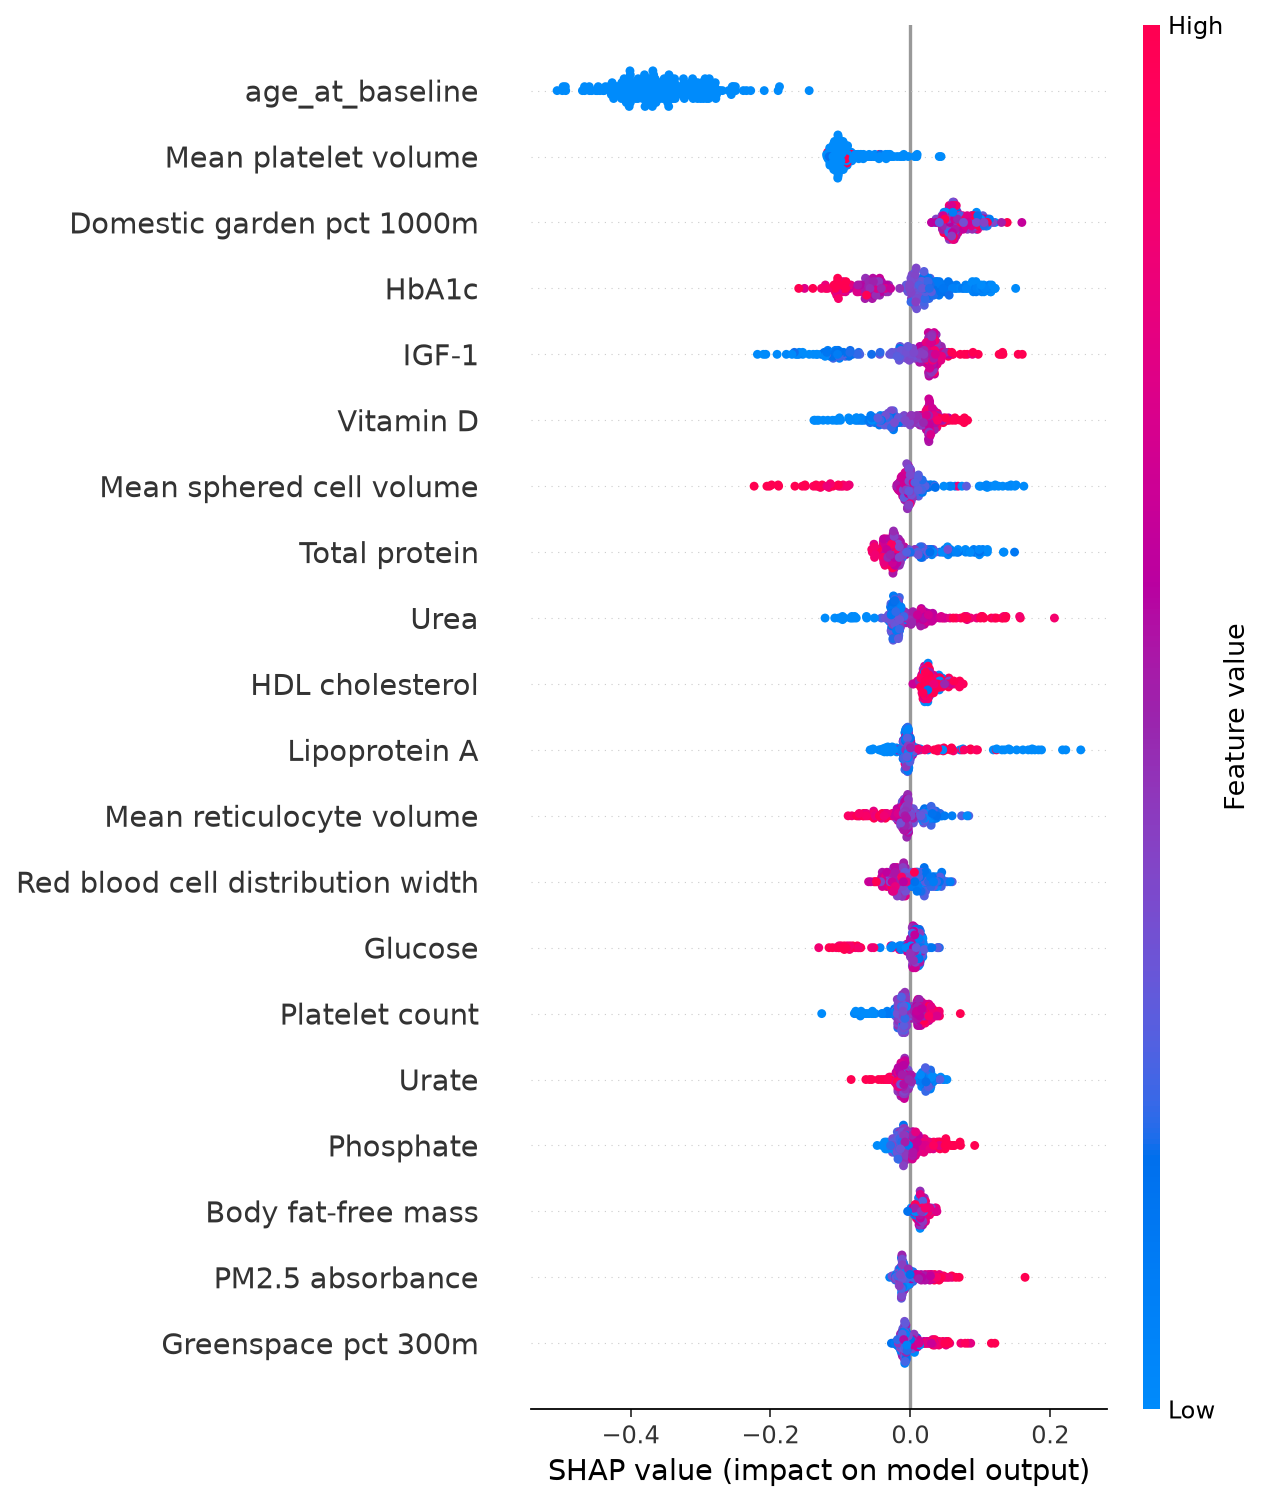 High
age_at_baseline
Mean platelet volume
Domestic garden pct 1000m
HbA1c
IGF-1
Vitamin D
Mean sphered cell volume
Total protein
Urea
HDL cholesterol
Lipoprotein A
Mean reticulocyte volume
Red blood cell distribution width
Glucose
Platelet count
Urate
Phosphate
Body fat-free mass
PM2.5 absorbance
Greenspace pct 300m
Feature value
Low
−0.4 −0.2 0.0 0.2
SHAP value (impact on model output)